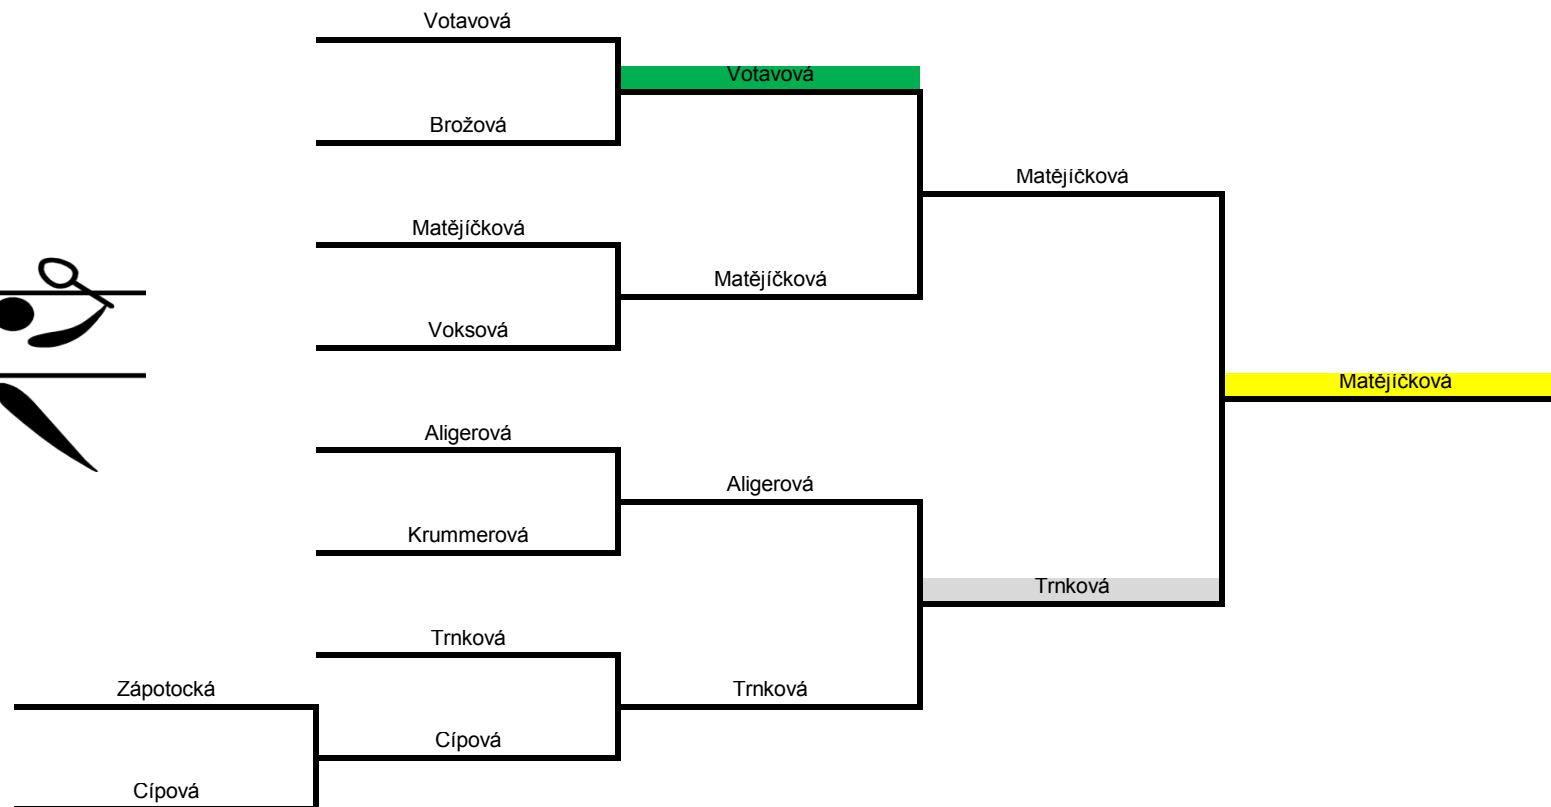 Votavová
Votavová
Brožová
Matějíčková
Matějíčková
Matějíčková
Voksová
Matějíčková
Aligerová
Aligerová
Krummerová
Trnková
Trnková
Zápotocká
Trnková
Cípová
Cípová